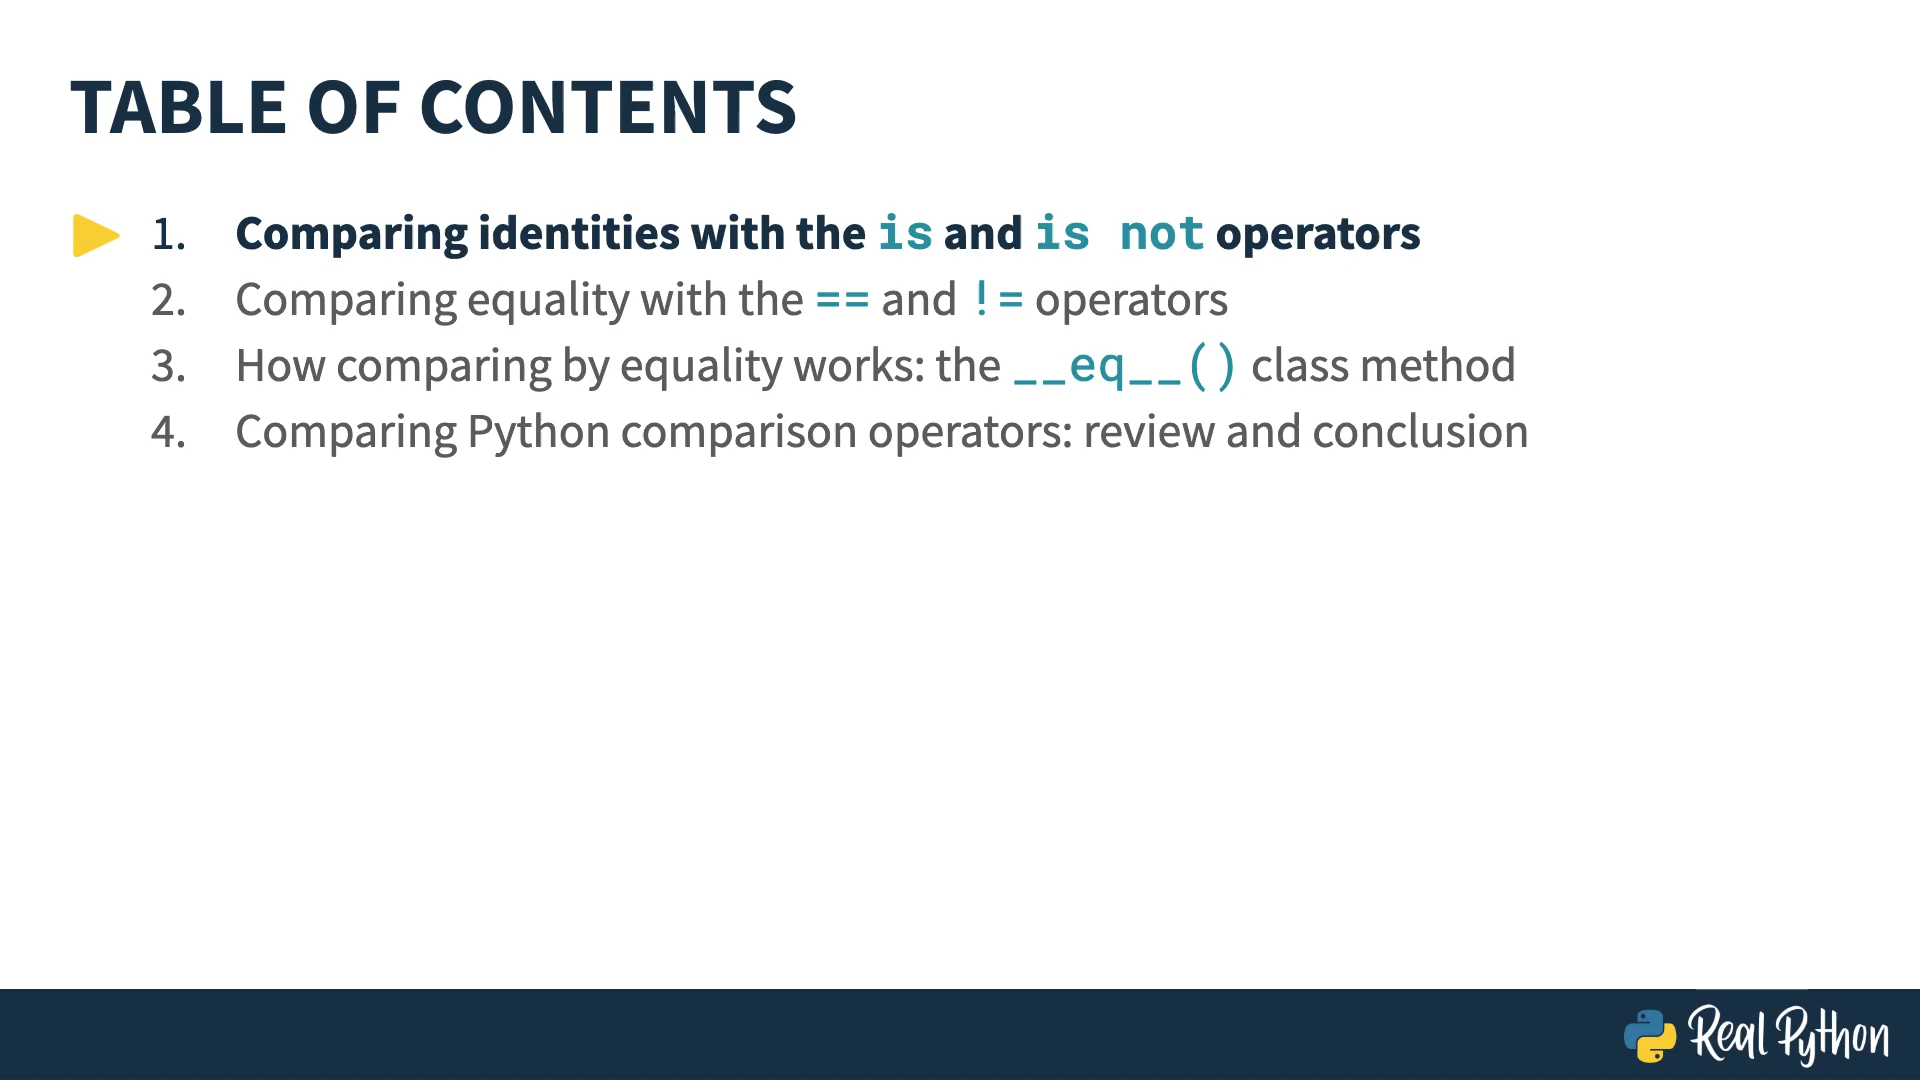 TABLE OF CONTENTS
1. Comparing identities with the is and is not operators
2. Comparing equality with the == and != operators
3. How comparing by equality works: the __eq__() class method
4. Comparing Python comparison operators: review and conclusion
Real Python